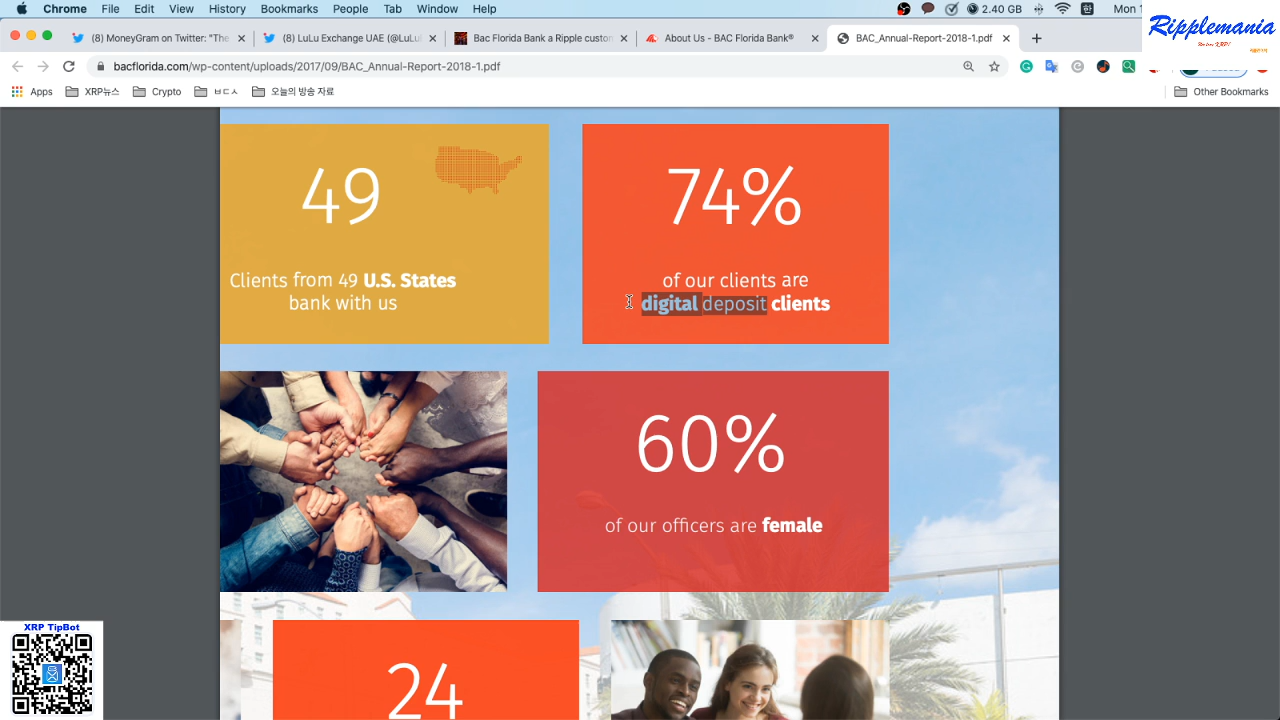 Chrome File Edit View History Bookmarks People Tab Window Help 2.40 GB Mon 1
Ripplemania
(8) MoneyGram on Twitter: "The
(8) LuLu Exchange UAE (@LuLu
Bac Florida Bank a Ripple custon
About Us - BAC Florida Bank®
BAC_Annual-Report-2018-1.pdf
bacflorida.com/wp-content/uploads/2017/09/BAC_Annual-Report-2018-1.pdf
Apps XRP뉴스 Crypto ㅂㄷㅅ 오늘의 방송 자료 Other Bookmarks
49
Clients from 49 U.S. States
bank with us
74%
of our clients are
digital deposit clients
60%
of our officers are female
24
XRP TipBot